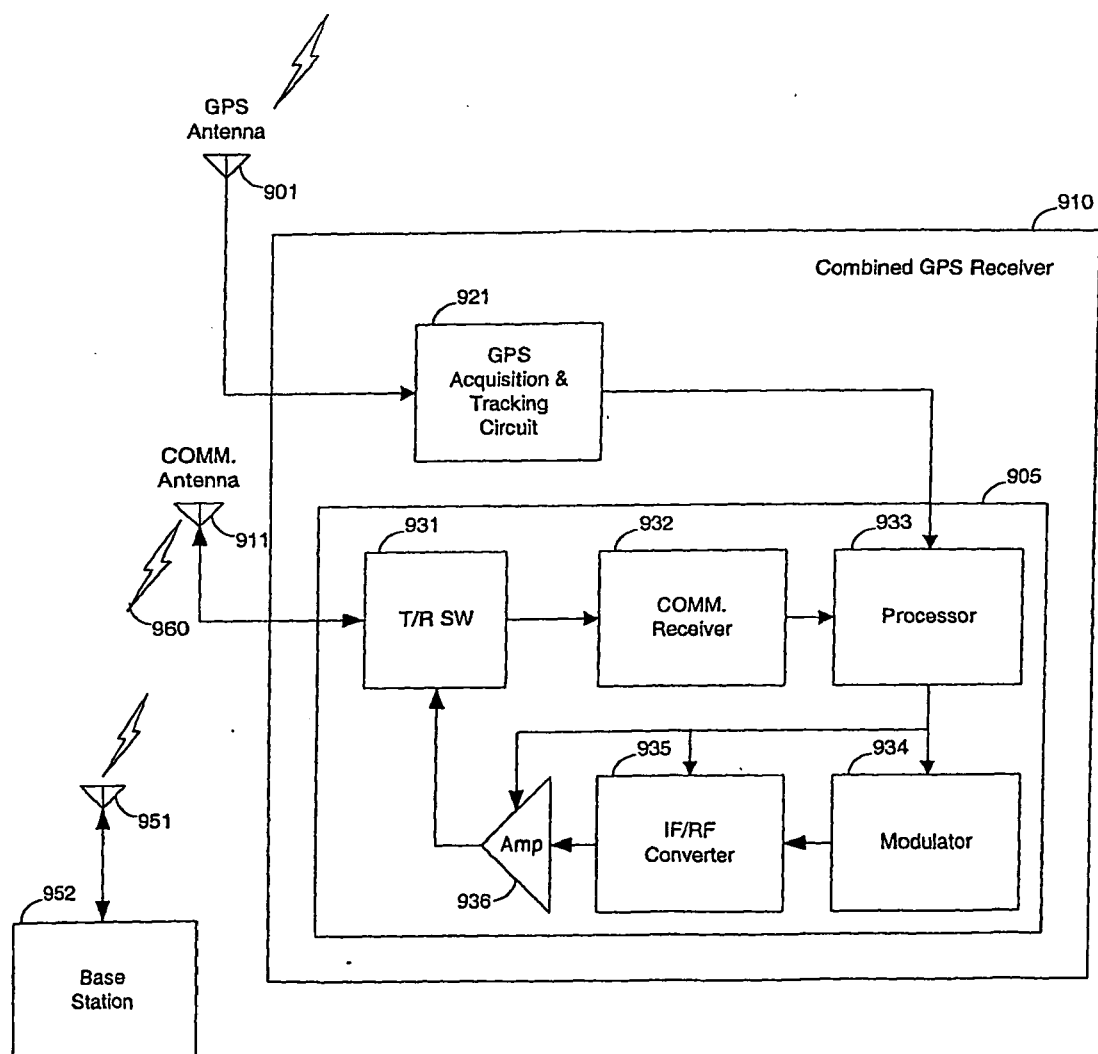 GPS
Antenna
901
910
Combined GPS Receiver
921
GPS
Acquisition &
Tracking
Circuit
COMM.
Antenna
911
905
931
T/R SW
932
COMM.
Receiver
933
Processor
960
935
IF/RF
Converter
934
Modulator
Amp
936
951
952
Base
Station